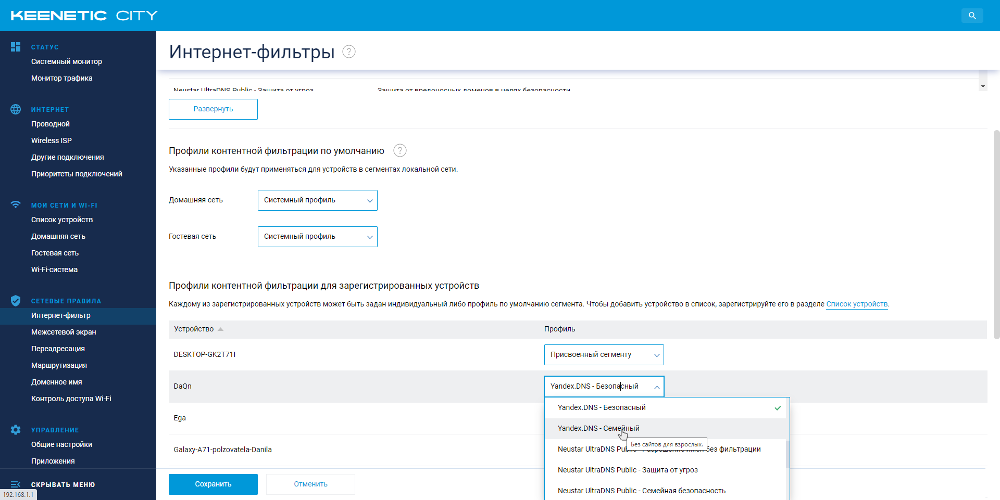 KEENETIC CITY
СТАТУС
Системный монитор
Монитор трафика
ИНТЕРНЕТ
Проводной
Wireless ISP
Другие подключения
Приоритеты подключений
МОИ СЕТИ И WI-FI
Список устройств
Домашняя сеть
Гостевая сеть
Wi-Fi-система
СЕТЕВЫЕ ПРАВИЛА
Интернет-фильтр
Межсетевой экран
Переадресация
Маршрутизация
Доменное имя
Контроль доступа Wi-Fi
УПРАВЛЕНИЕ
Общие настройки
Приложения
СКРЫВАТЬ МЕНЮ
192.168.1.1
Интернет-фильтры ?
Neustar UltraDNS Public - Защита от угроз Защита от вредоносных доменов в целях безопасности
Развернуть
Профили контентной фильтрации по умолчанию ?
Указанные профили будут применяться для устройств в сегментах локальной сети.
Домашняя сеть Системный профиль
Гостевая сеть Системный профиль
Профили контентной фильтрации для зарегистрированных устройств
Каждому из зарегистрированных устройств может быть задан индивидуальный либо профиль по умолчанию сегмента. Чтобы добавить устройство в список, зарегистрируйте его в разделе Список устройств.
Устройство Профиль
DESKTOP-GK2T71I Присвоенный сегменту
DaQn Yandex.DNS - Безопасный
Ega
Galaxy-A71-polzovatela-Danila
Yandex.DNS - Безопасный
Yandex.DNS - Семейный
Без сайтов для взрослых.
Neustar UltraDNS Public - Разрешение имен без фильтрации
Neustar UltraDNS Public - Защита от угроз
Neustar UltraDNS Public - Семейная безопасность
Сохранить Отменить